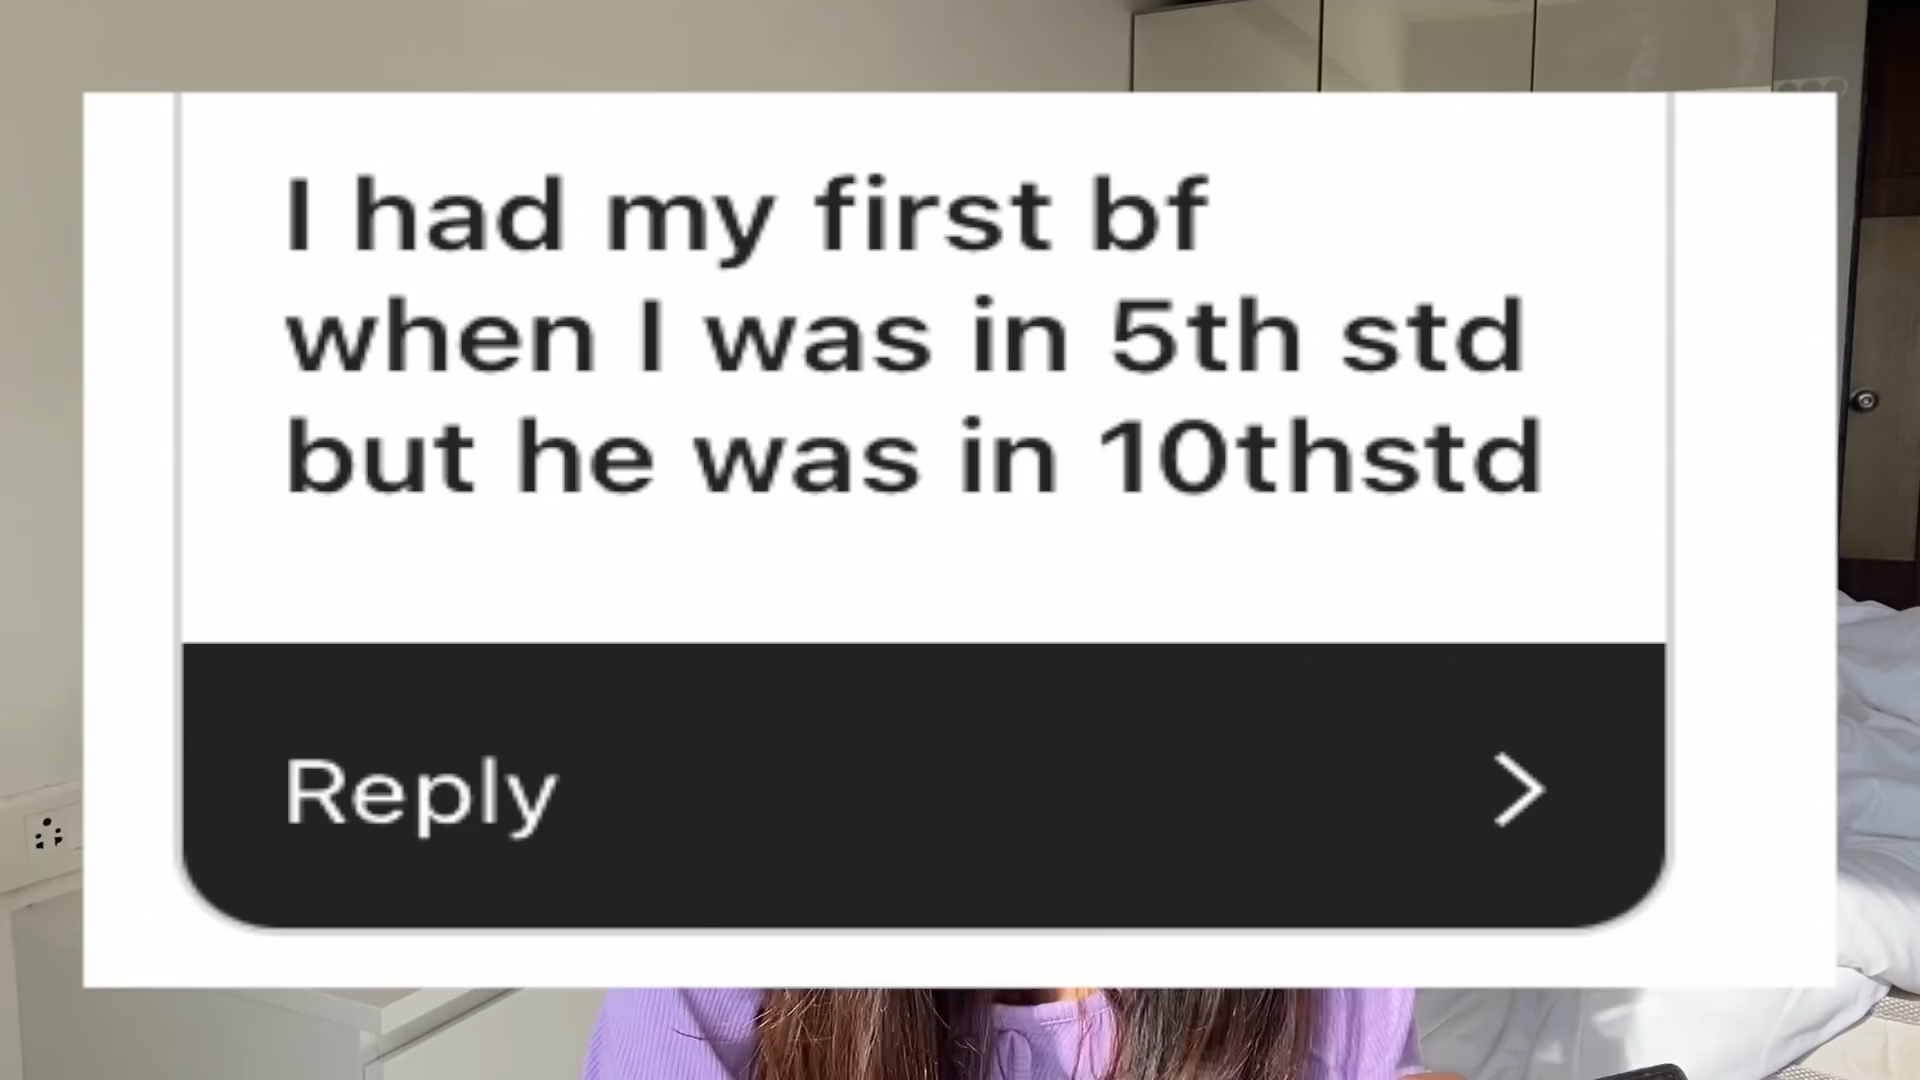 I had my first bf
when I was in 5th std
but he was in 10thstd
Reply